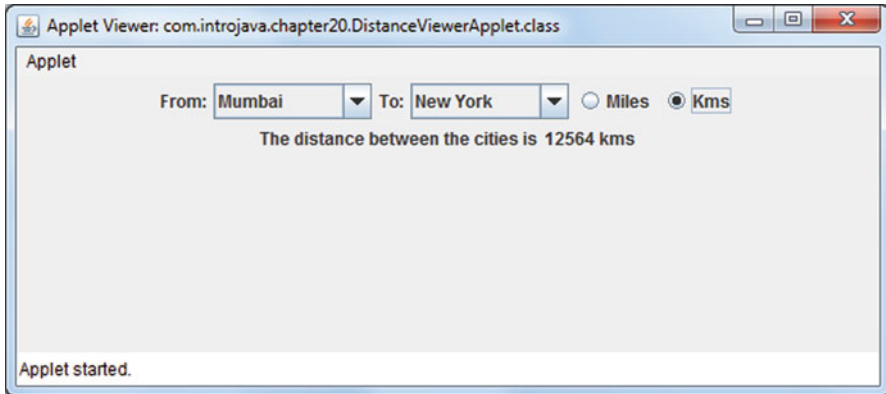 Applet Viewer: com.introjava.chapter20.DistanceViewerApplet.class
Applet
From: Mumbai To: New York Miles Kms
The distance between the cities is 12564 kms
Applet started.